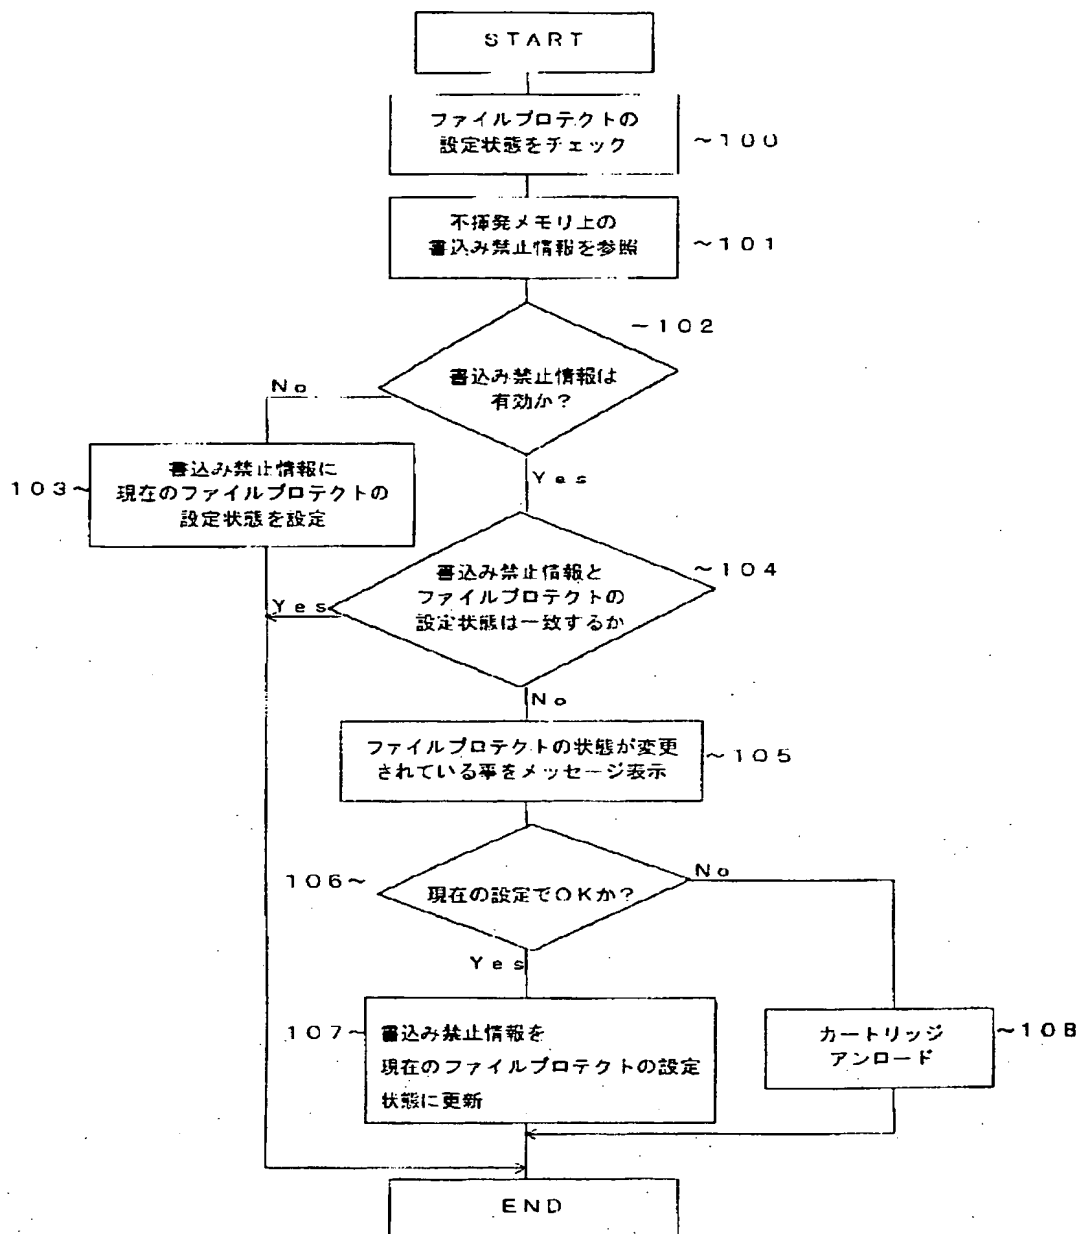 START
ファイルプロテクトの
設定状態をチェック
~100
不揮発メモリ上の
書込み禁止情報を参照
~101
~102
書込み禁止情報は
有効か?
No
Yes
103~
書込み禁止情報に
現在のファイルプロテクトの
設定状態を設定
~104
書込み禁止情報と
ファイルプロテクトの
設定状態は一致するか
Yes
No
ファイルプロテクトの状態が変更
されている事をメッセージ表示
~105
106~
現在の設定でOKか?
No
Yes
107~
書込み禁止情報を
現在のファイルプロテクトの設定
状態に更新
カートリッジ
アンロード
~108
END